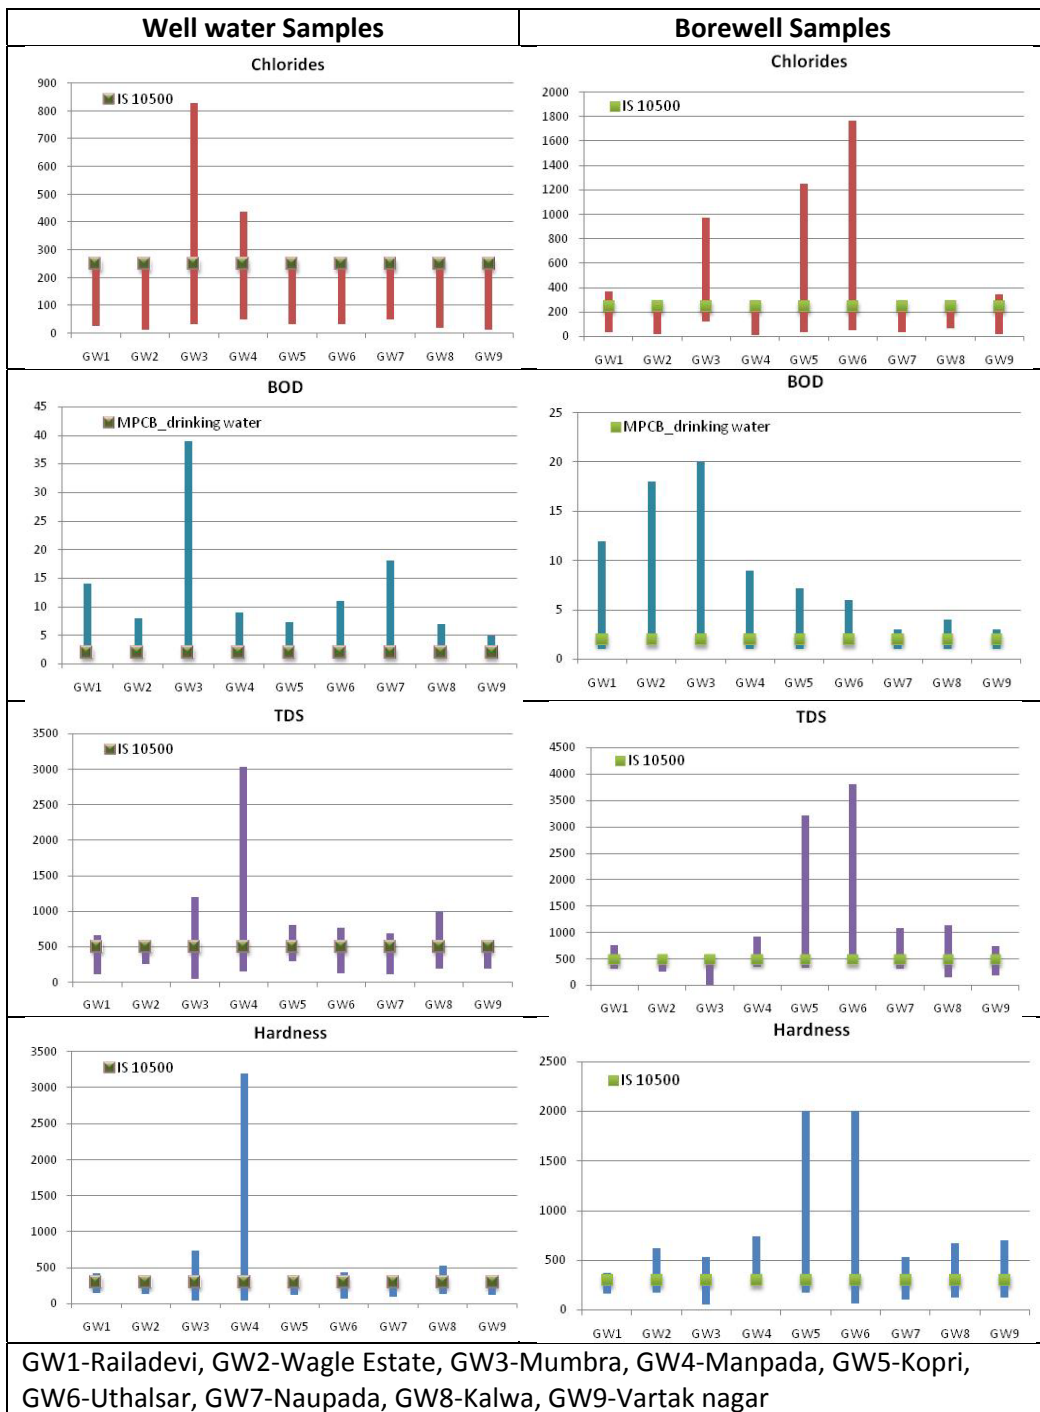 Well water Samples
Borewell Samples
Chlorides
IS 10500
900
800
700
600
500
400
300
200
100
0
GW1 GW2 GW3 GW4 GW5 GW6 GW7 GW8 GW9
Chlorides
IS 10500
2000
1800
1600
1400
1200
1000
800
600
400
200
0
GW1 GW2 GW3 GW4 GW5 GW6 GW7 GW8 GW9
BOD
MPCB_drinking water
45
40
35
30
25
20
15
10
5
0
GW1 GW2 GW3 GW4 GW5 GW6 GW7 GW8 GW9
BOD
MPCB_drinking water
25
20
15
10
5
0
GW1 GW2 GW3 GW4 GW5 GW6 GW7 GW8 GW9
TDS
IS 10500
3500
3000
2500
2000
1500
1000
500
0
GW1 GW2 GW3 GW4 GW5 GW6 GW7 GW8 GW9
TDS
IS 10500
4500
4000
3500
3000
2500
2000
1500
1000
500
0
GW1 GW2 GW3 GW4 GW5 GW6 GW7 GW8 GW9
Hardness
IS 10500
3500
3000
2500
2000
1500
1000
500
0
GW1 GW2 GW3 GW4 GW5 GW6 GW7 GW8 GW9
Hardness
IS 10500
2500
2000
1500
1000
500
0
GW1 GW2 GW3 GW4 GW5 GW6 GW7 GW8 GW9
GW1-Railadevi, GW2-Wagle Estate, GW3-Mumbra, GW4-Manpada, GW5-Kopri,
GW6-Uthalsar, GW7-Naupada, GW8-Kalwa, GW9-Vartak nagar